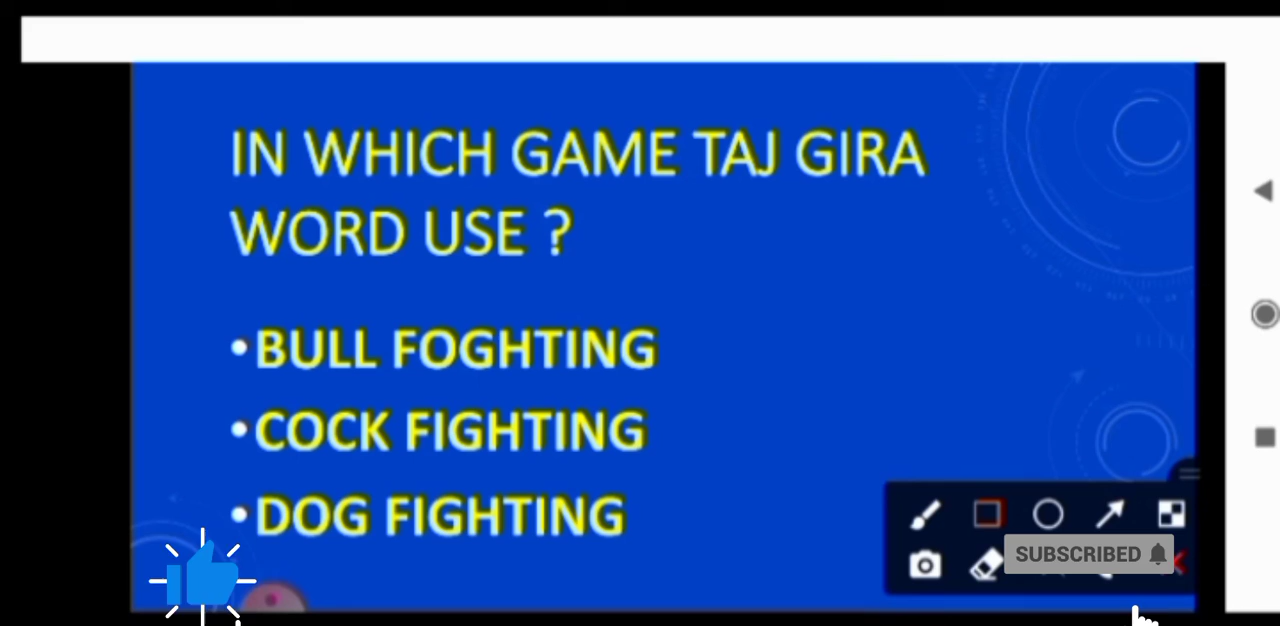 IN WHICH GAME TAJ GIRA
WORD USE ?
•BULL FOGHTING
•COCK FIGHTING
•DOG FIGHTING
SUBSCRIBED